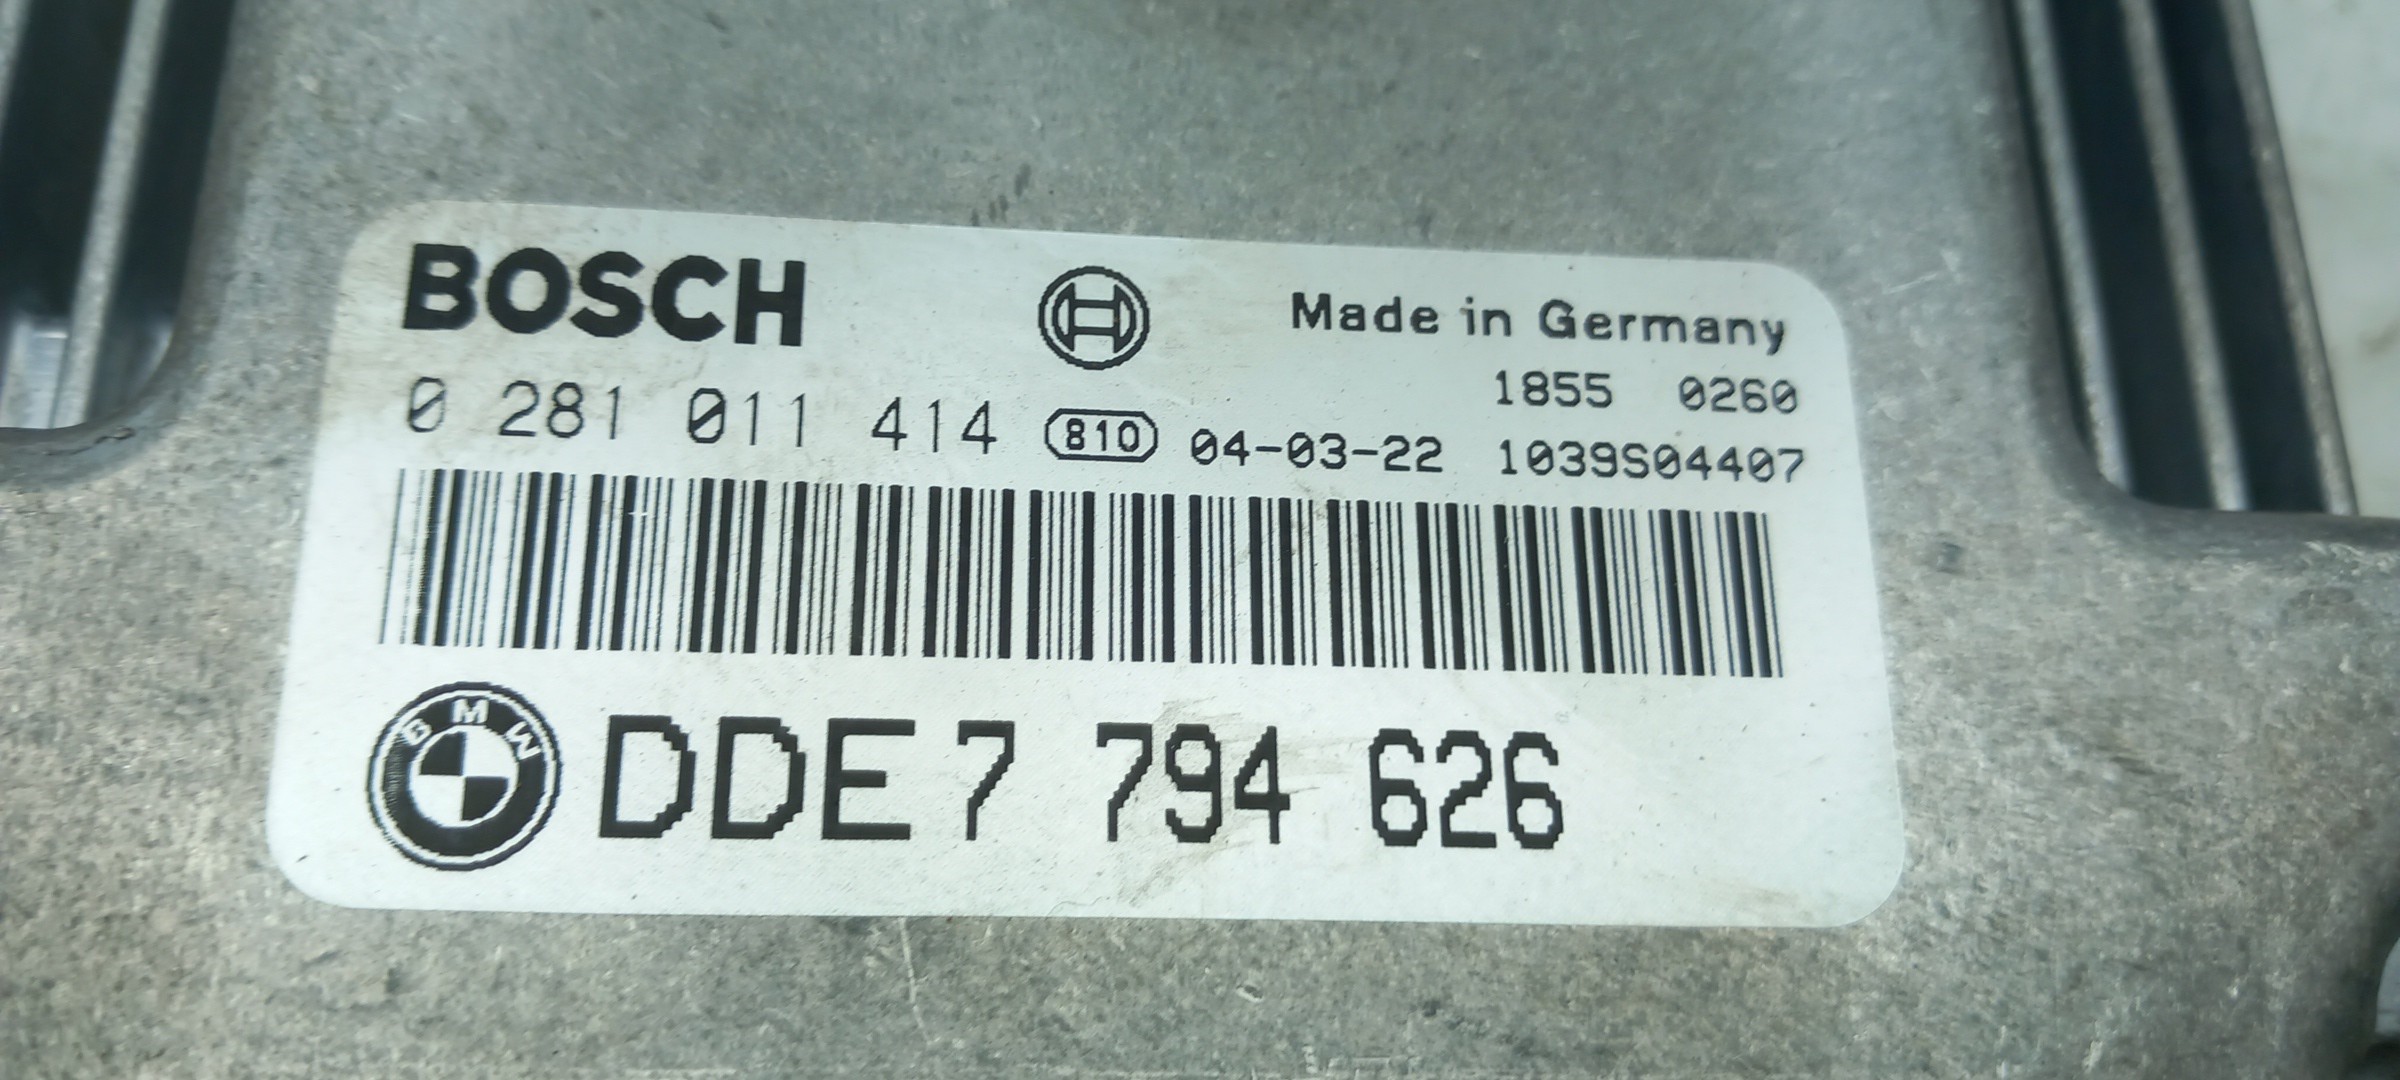 BOSCH
Made in Germany
1855 0260
0 281 011 414 810 04-03-22 1039S04407
BMW DDE 7 794 626